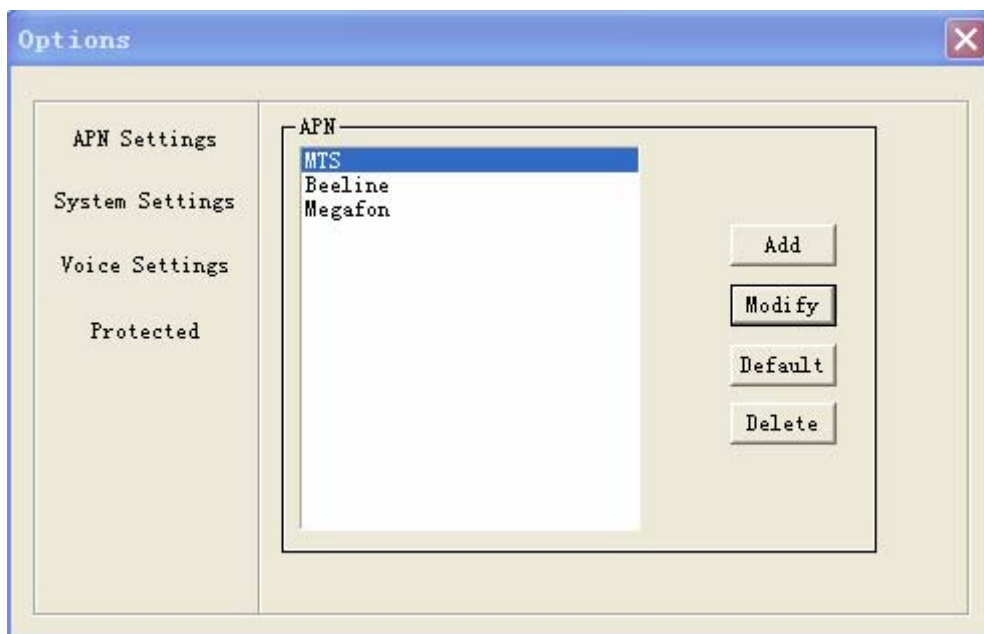 Options
APN Settings
System Settings
Voice Settings
Protected
APN
MTS
Beeline
Megafon
Add
Modify
Default
Delete